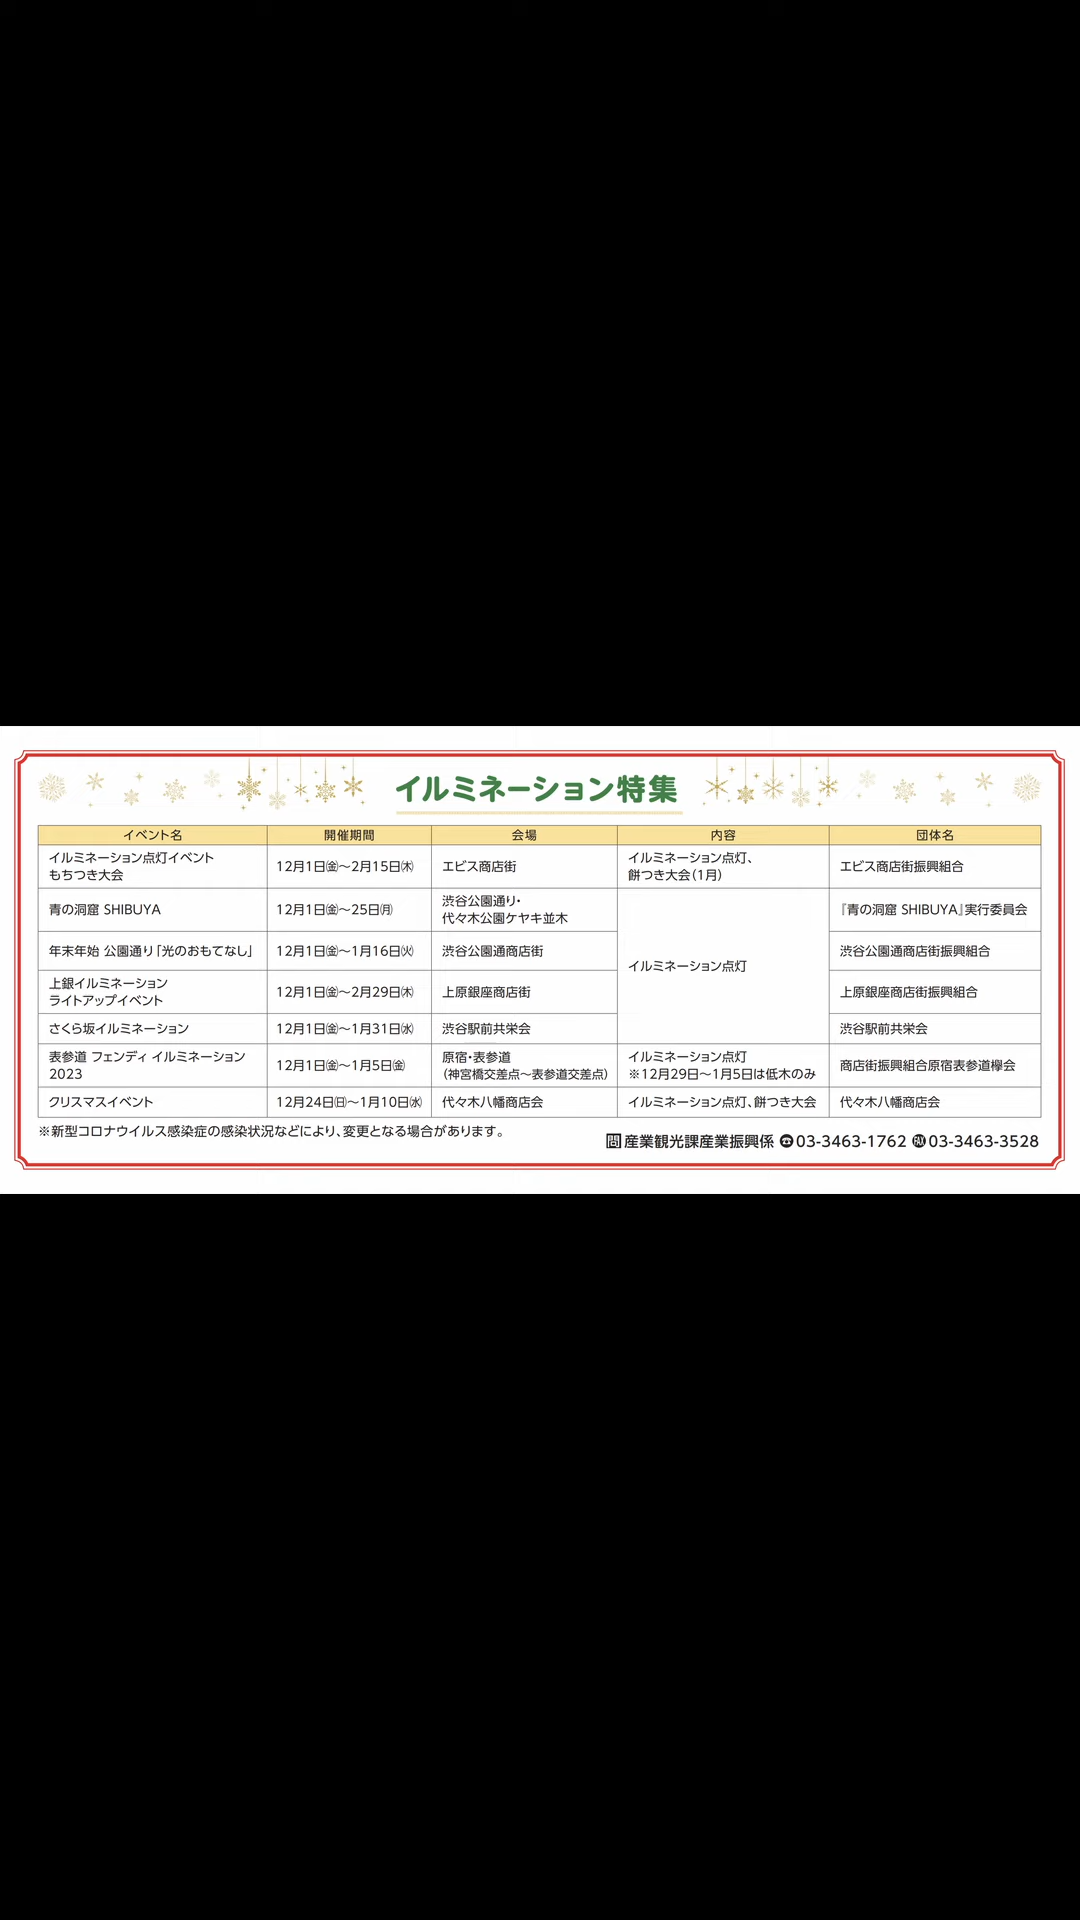 イルミネーション特集
イベント名 開催期間 会場 内容 団体名
イルミネーション点灯イベント
もちつき大会
12月1日㈮～2月15日㈭
エビス商店街
イルミネーション点灯、
餅つき大会(1月)
エビス商店街振興組合
青の洞窟 SHIBUYA
12月1日㈮～25日㈪
渋谷公園通り・
代々木公園ケヤキ並木
イルミネーション点灯
『青の洞窟 SHIBUYA』実行委員会
年末年始 公園通り「光のおもてなし」
12月1日㈮～1月16日㈫
渋谷公園通商店街
渋谷公園通商店街振興組合
上銀イルミネーション
ライトアップイベント
12月1日㈮～2月29日㈭
上原銀座商店街
上原銀座商店街振興組合
さくら坂イルミネーション
12月1日㈮～1月31日㈬
渋谷駅前共栄会
渋谷駅前共栄会
表参道 フェンディ イルミネーション
2023
12月1日㈮～1月5日㈮
原宿・表参道
(神宮橋交差点～表参道交差点)
イルミネーション点灯
※12月29日～1月5日は低木のみ
商店街振興組合原宿表参道欅会
クリスマスイベント
12月24日㈰～1月10日㈬
代々木八幡商店会
イルミネーション点灯、餅つき大会
代々木八幡商店会
※新型コロナウイルス感染症の感染状況などにより、変更となる場合があります。
問産業観光課産業振興係 ☎03-3463-1762 FAX03-3463-3528